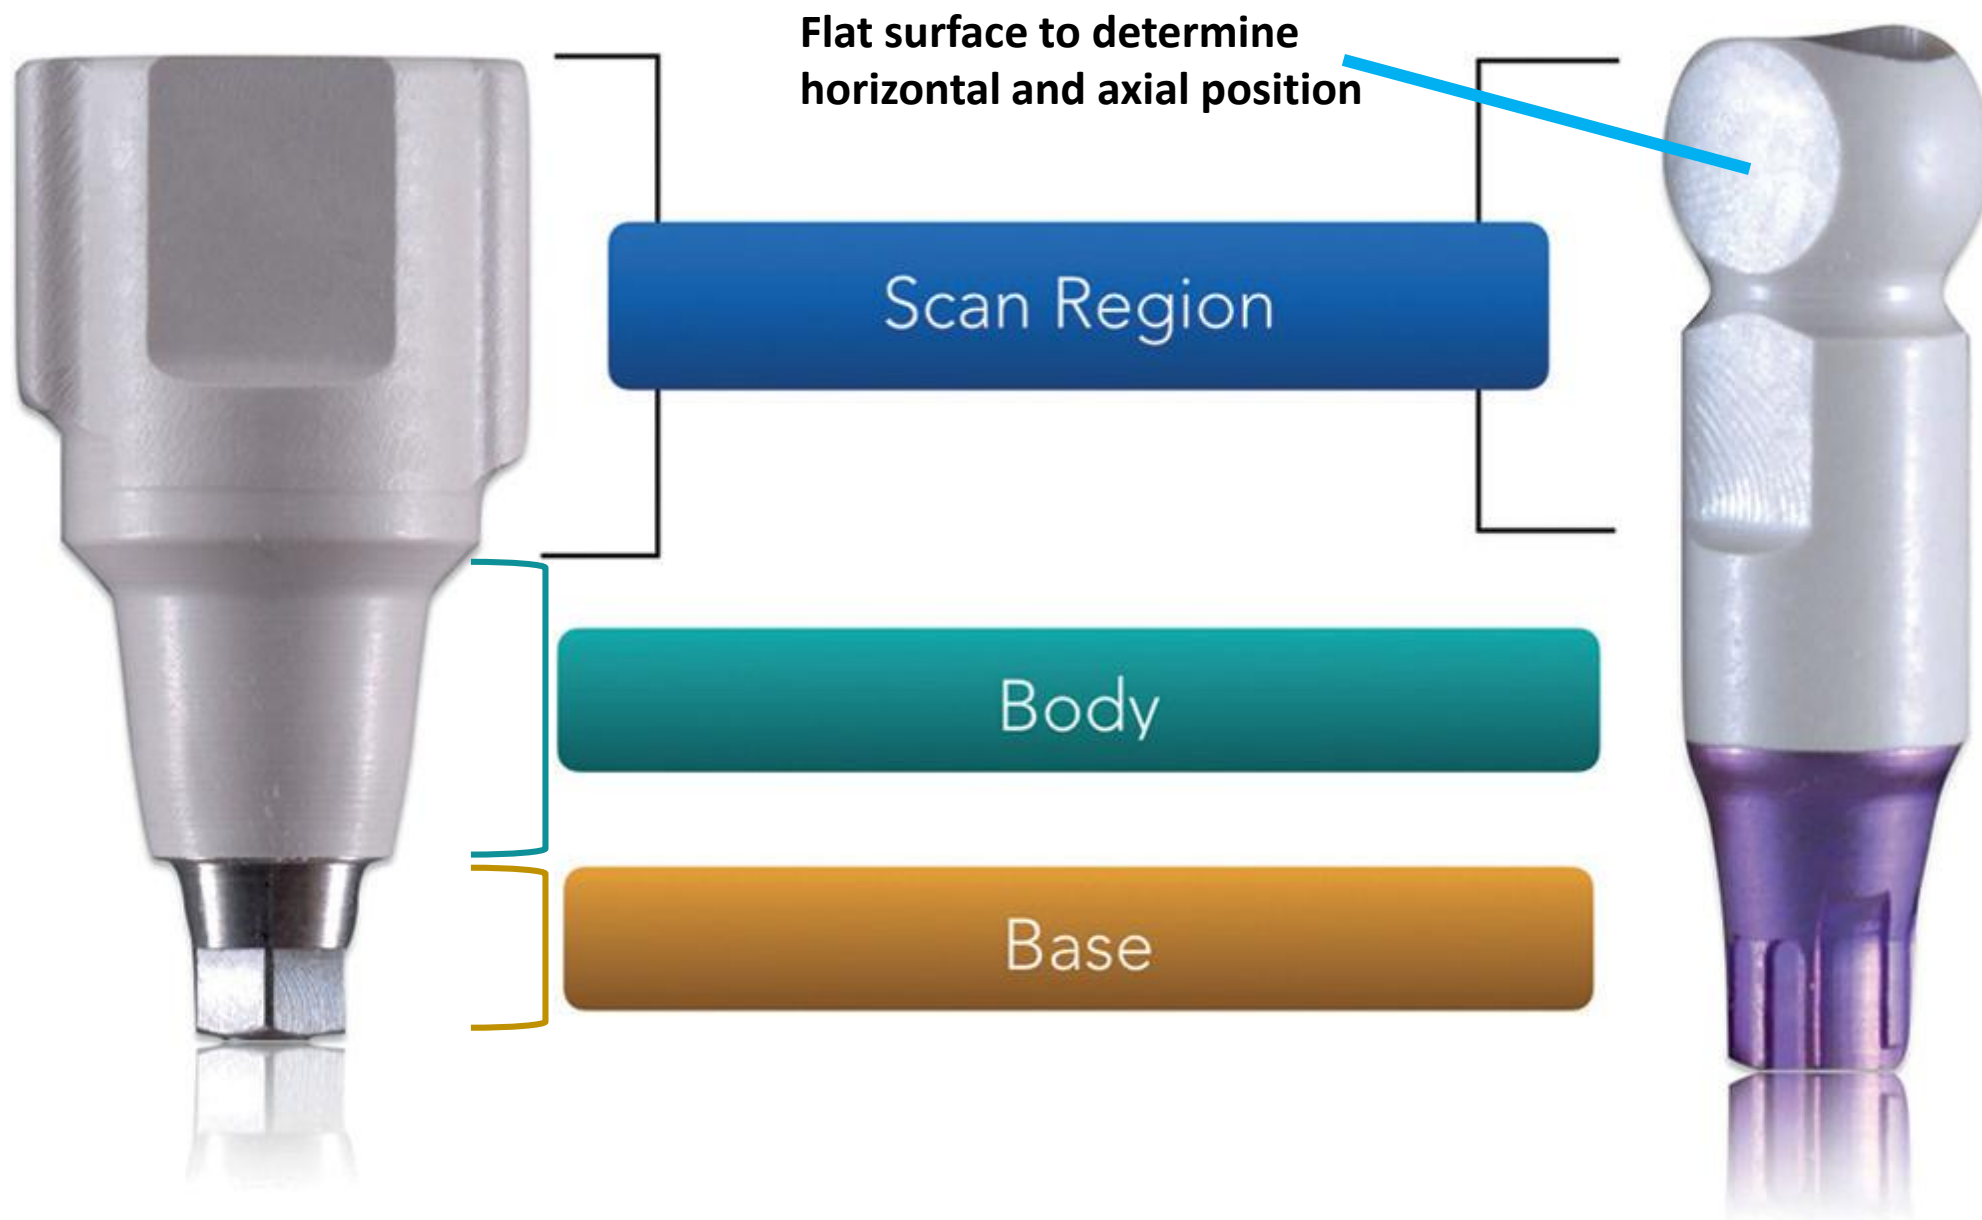 Flat surface to determine
horizontal and axial position
Scan Region
Body
Base